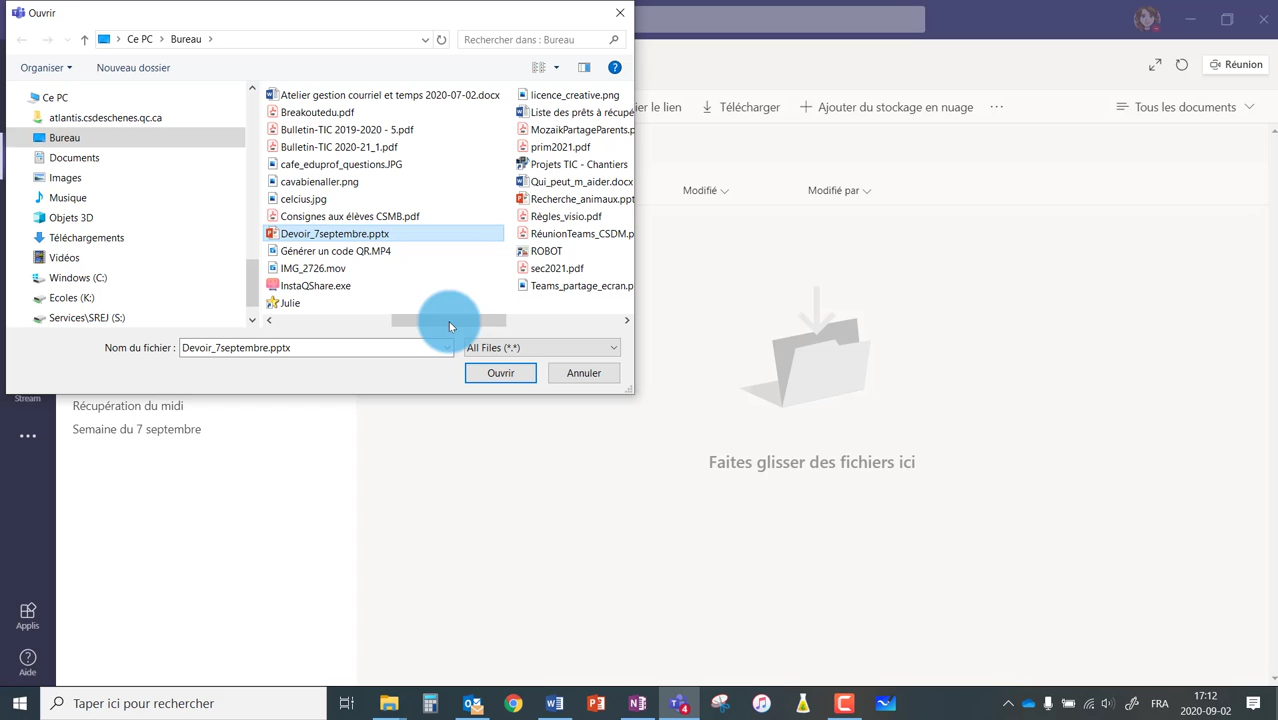 Ouvrir
Ce PC > Bureau >
Rechercher dans : Bureau
Organiser
Nouveau dossier
Ce PC
atlantis.csdeschenes.qc.ca
Bureau
Documents
Images
Musique
Objets 3D
Téléchargements
Vidéos
Windows (C:)
Ecoles (K:)
Services\SREJ (S:)
Atelier gestion courriel et temps 2020-07-02.docx
Breakoutedu.pdf
Bulletin-TIC 2019-2020 - 5.pdf
Bulletin-TIC 2020-21_1.pdf
cafe_eduprof_questions.JPG
cavabienaller.png
celcius.jpg
Consignes aux élèves CSMB.pdf
Devoir_7septembre.pptx
Générer un code QR.MP4
IMG_2726.mov
InstaQShare.exe
Julie
licence_creative.png
Liste des prêts à récupé
MozaikPartageParents.p
prim2021.pdf
Projets TIC - Chantiers
Qui_peut_m_aider.docx
Recherche_animaux.ppt
Règles_visio.pdf
RéunionTeams_CSDM.p
ROBOT
sec2021.pdf
Teams_partage_ecran.p
Nom du fichier :
Devoir_7septembre.pptx
All Files (*.*)
Ouvrir
Annuler
Réunion
er le lien
Télécharger
Ajouter du stockage en nuage
Tous les documents
Modifié
Modifié par
Faites glisser des fichiers ici
Stream
Récupération du midi
Semaine du 7 septembre
Applis
Aide
Taper ici pour rechercher
4
FRA
17:12
2020-09-02